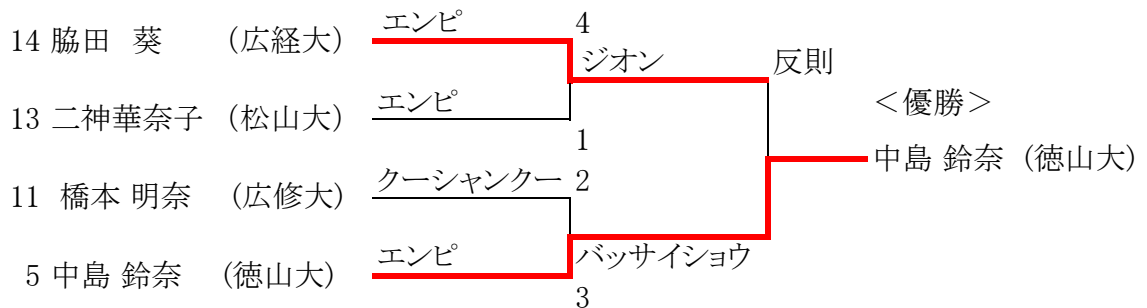 エンピ 4
14 脇田 葵 (広経大)
ジオン 反則
エンピ
13 二神華奈子 (松山大)
<優勝>
1
中島 鈴奈 (徳山大)
クーシャンクー 2
11 橋本 明奈 (広修大)
エンピ バッサイショウ
5 中島 鈴奈 (徳山大)
3